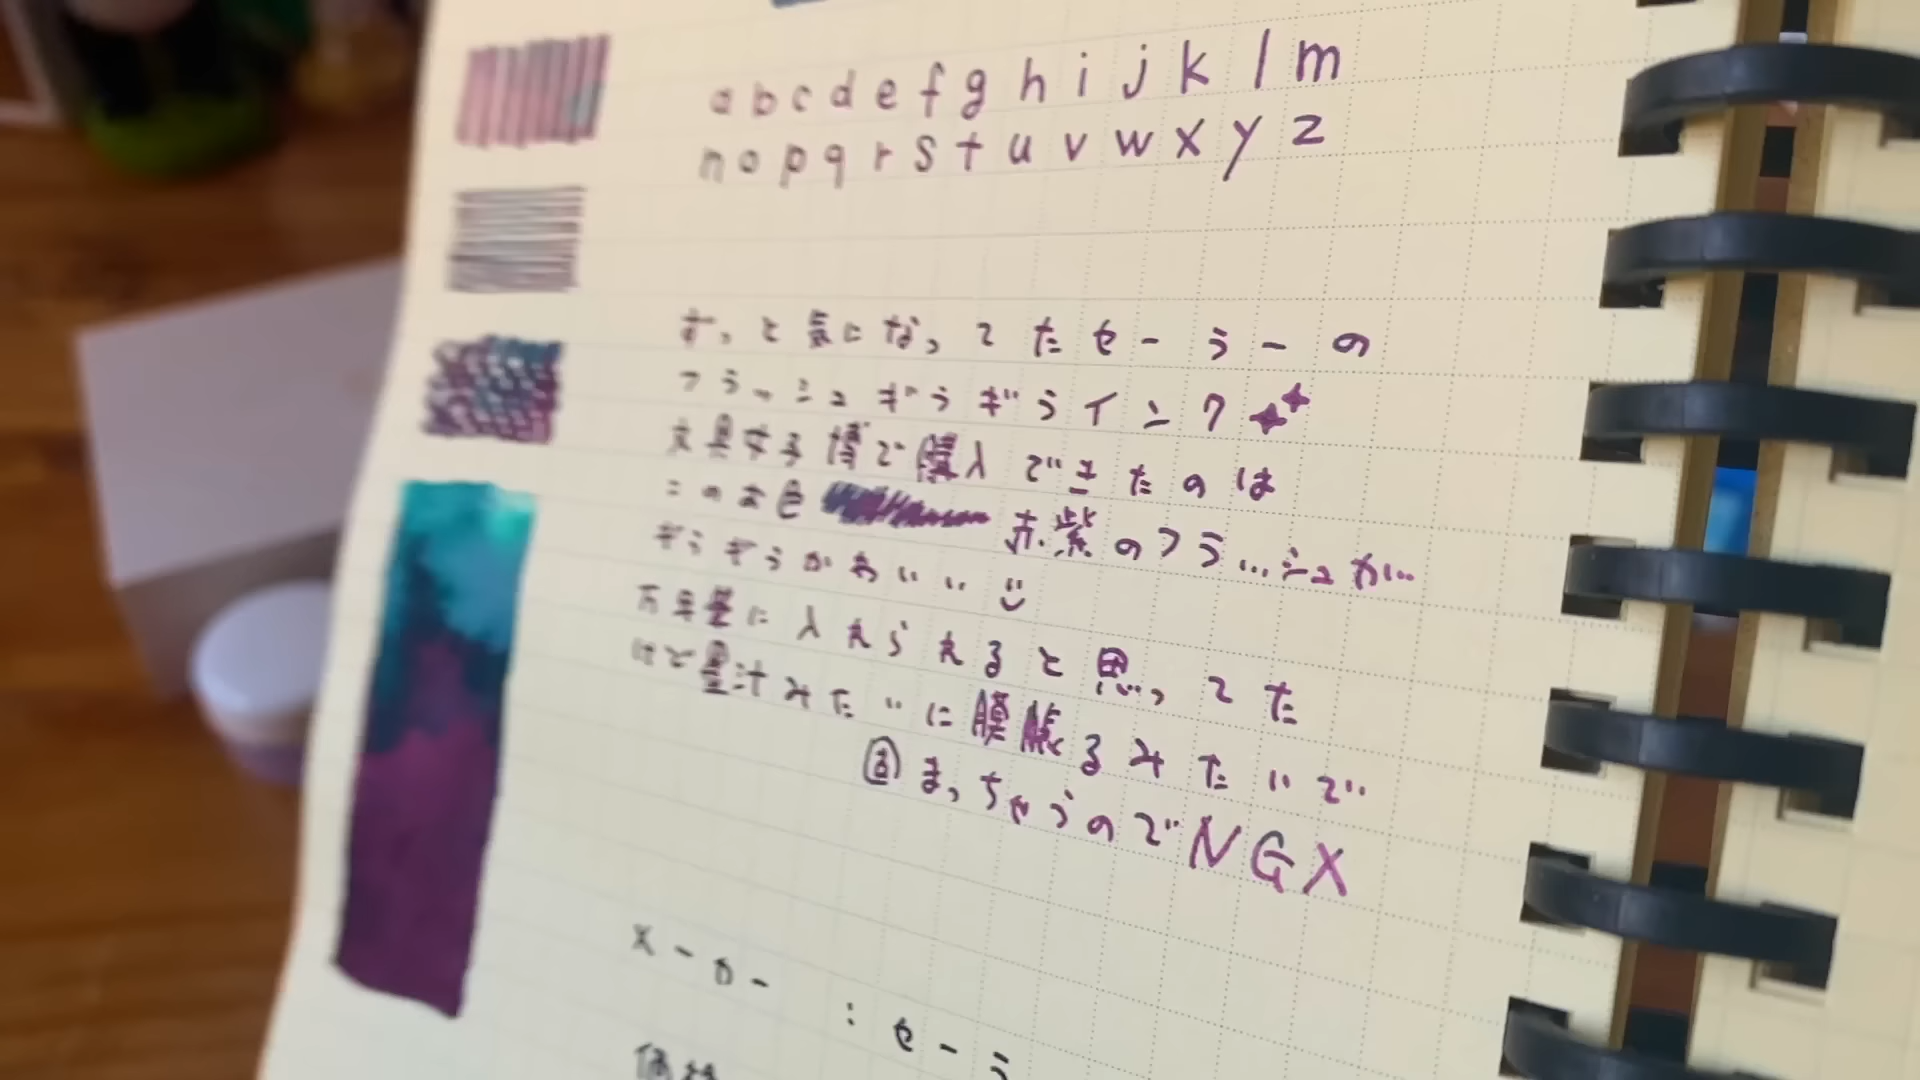 a b c d e f g h i j k l m
n o p q r s t u v w x y z
ずっと気になってたセーラーの
フラッシュギラギラインク
文具女子博で購入できたのは
このお色 赤紫のフラッシュが…
ギラギラかわいい
万年筆に入れられると思ってた
けど墨汁みたいに膜張るみたいで
固まっちゃうのでNGX
メーカー：セーラ
価格